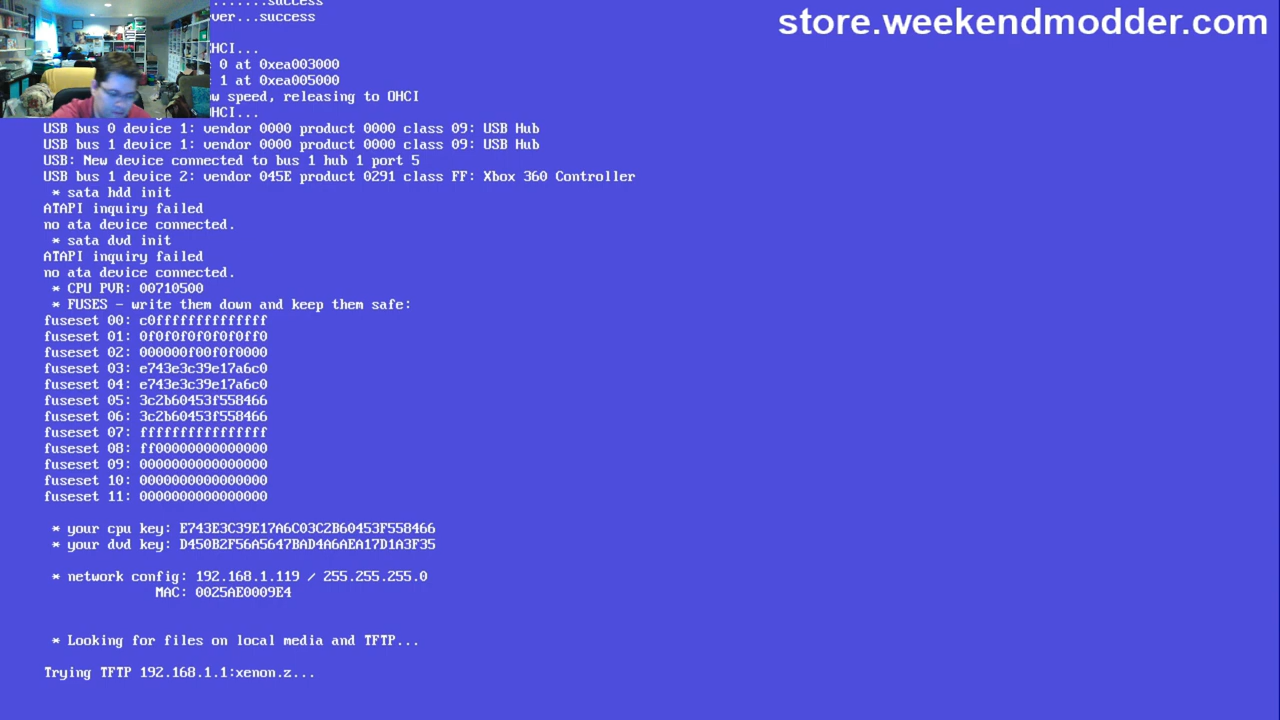 .......success
ver...success
store.weekendmodder.com
HCI...
0 at 0xea003000
1 at 0xea005000
w speed, releasing to OHCI
HCI...
USB bus 0 device 1: vendor 0000 product 0000 class 09: USB Hub
USB bus 1 device 1: vendor 0000 product 0000 class 09: USB Hub
USB: New device connected to bus 1 hub 1 port 5
USB bus 1 device 2: vendor 045E product 0291 class FF: Xbox 360 Controller
* sata hdd init
ATAPI inquiry failed
no ata device connected.
* sata dvd init
ATAPI inquiry failed
no ata device connected.
* CPU PVR: 00710500
* FUSES - write them down and keep them safe:
fuseset 00: c0ffffffffffffff
fuseset 01: 0f0f0f0f0f0f0ff0
fuseset 02: 000000f00f0f0000
fuseset 03: e743e3c39e17a6c0
fuseset 04: e743e3c39e17a6c0
fuseset 05: 3c2b60453f558466
fuseset 06: 3c2b60453f558466
fuseset 07: ffffffffffffffff
fuseset 08: ff00000000000000
fuseset 09: 0000000000000000
fuseset 10: 0000000000000000
fuseset 11: 0000000000000000
* your cpu key: E743E3C39E17A6C03C2B60453F558466
* your dvd key: D450B2F56A5647BAD4A6AEA17D1A3F35
* network config: 192.168.1.119 / 255.255.255.0
MAC: 0025AE0009E4
* Looking for files on local media and TFTP...
Trying TFTP 192.168.1.1:xenon.z...